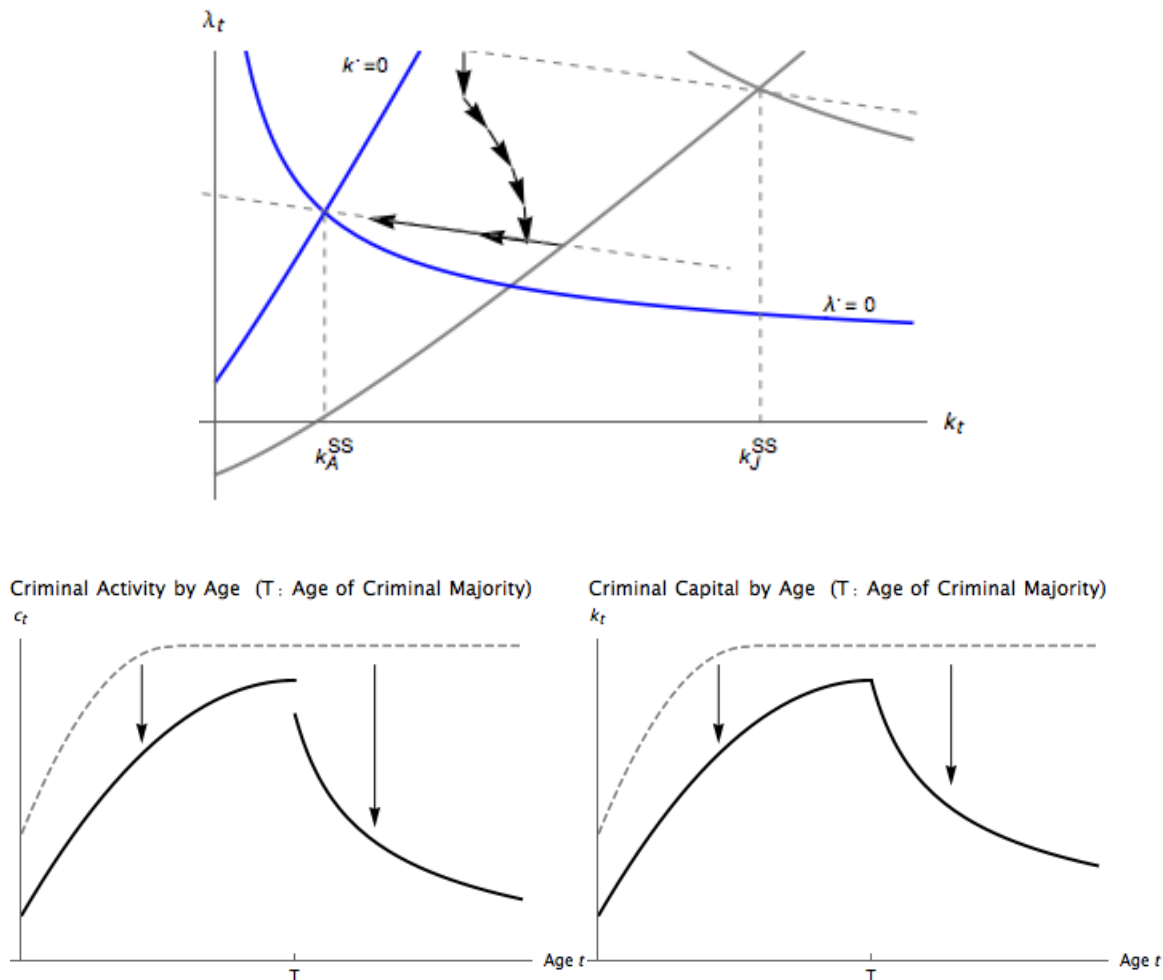 λt
k˙=0
λ˙ = 0
kt
kASS
kJSS
Criminal Activity by Age (T: Age of Criminal Majority)
ct
T
Age t
Criminal Capital by Age (T: Age of Criminal Majority)
kt
T
Age t